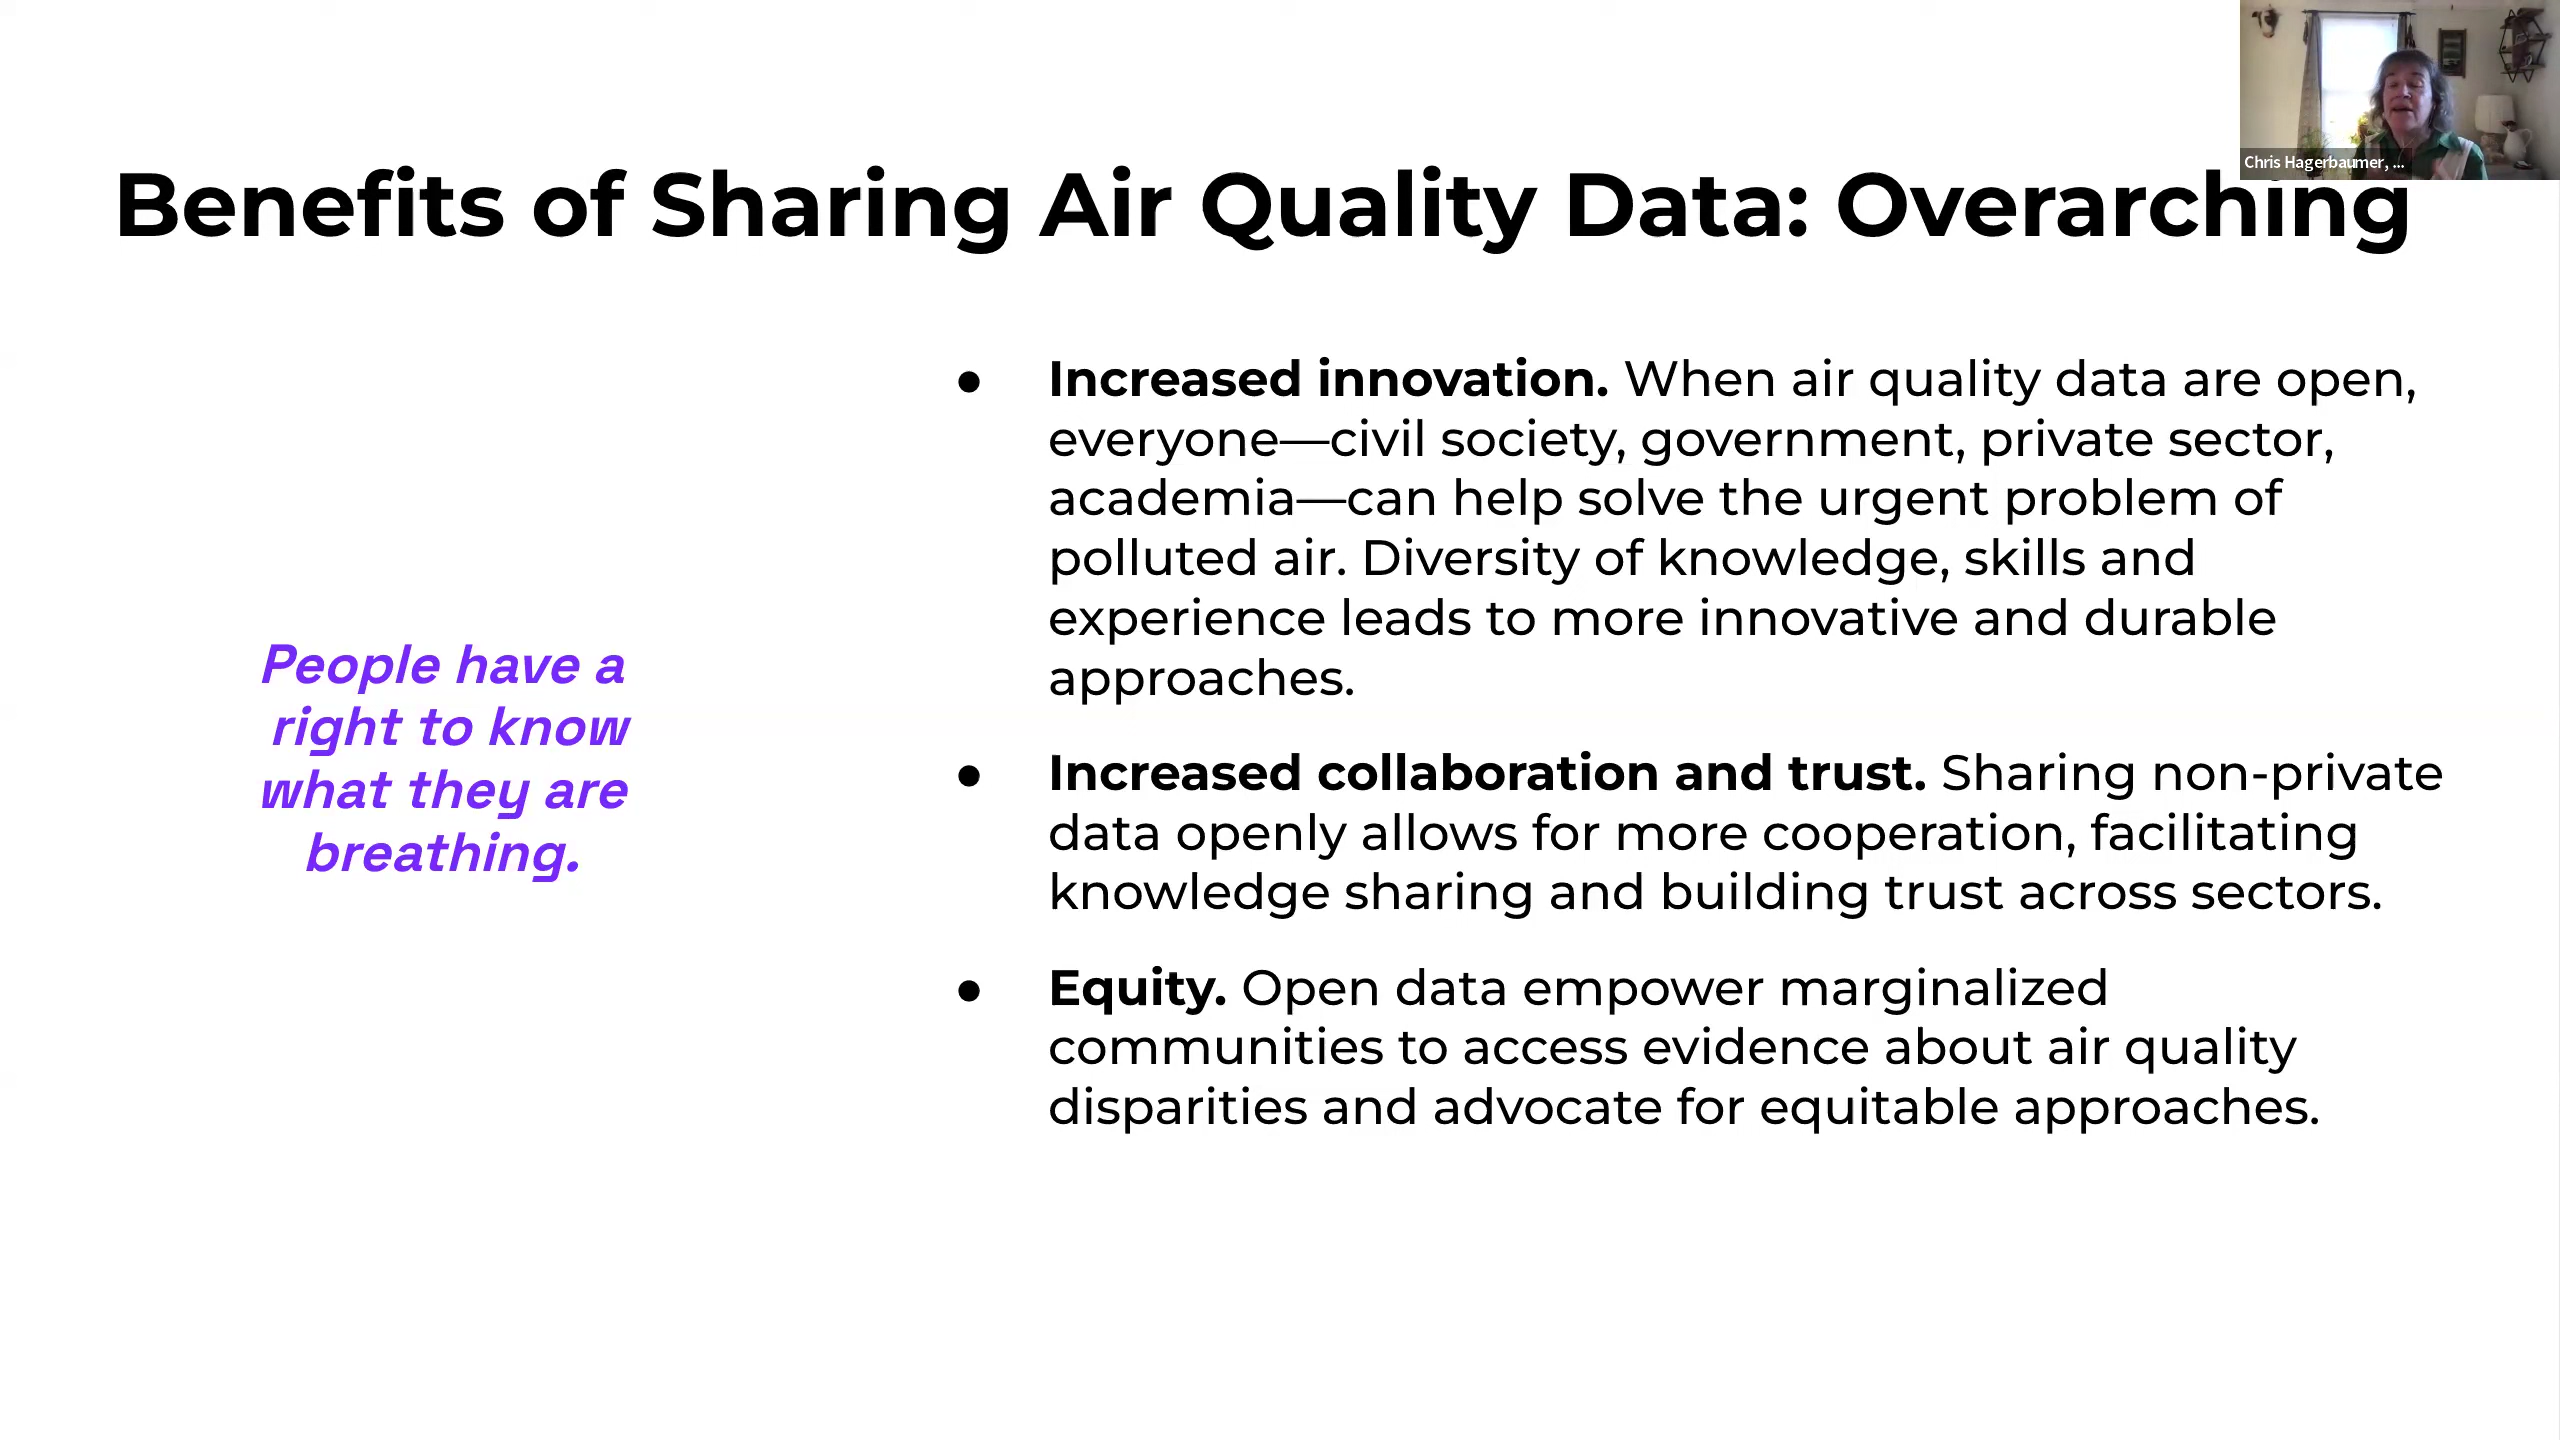 Chris Hagerbaumer, ...
Benefits of Sharing Air Quality Data: Overarching
People have a
right to know
what they are
breathing.
● Increased innovation. When air quality data are open,
everyone—civil society, government, private sector,
academia—can help solve the urgent problem of
polluted air. Diversity of knowledge, skills and
experience leads to more innovative and durable
approaches.
● Increased collaboration and trust. Sharing non-private
data openly allows for more cooperation, facilitating
knowledge sharing and building trust across sectors.
● Equity. Open data empower marginalized
communities to access evidence about air quality
disparities and advocate for equitable approaches.